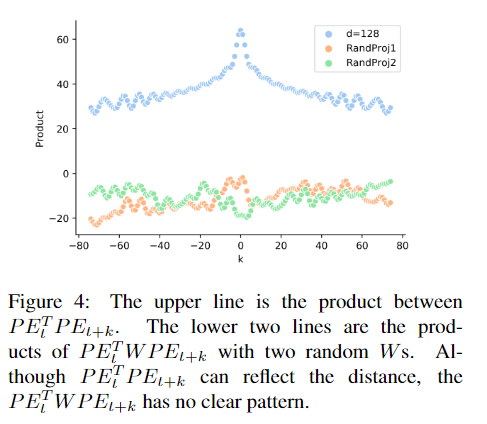 60
40
20
0
−20
Product
−80
−60
−40
−20
0
20
40
60
80
k
d=128
RandProj1
RandProj2
Figure 4: The upper line is the product between
$PE_t^T PE_{t+k}$. The lower two lines are the prod-
ucts of $PE_t^T W PE_{t+k}$ with two random $W$s. Al-
though $PE_t^T PE_{t+k}$ can reflect the distance, the
$PE_t^T W PE_{t+k}$ has no clear pattern.